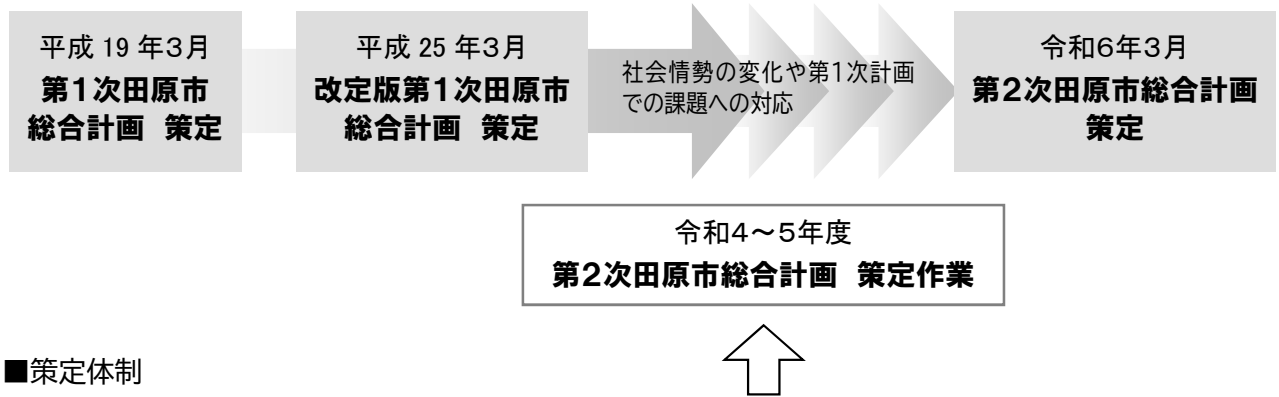 平成 19 年３月
第１次田原市
総合計画　策定
平成 25 年３月
改定版第１次田原市
総合計画　策定
社会情勢の変化や第１次計画
での課題への対応
令和６年３月
第２次田原市総合計画
策定
令和４～５年度
第２次田原市総合計画　策定作業
■策定体制